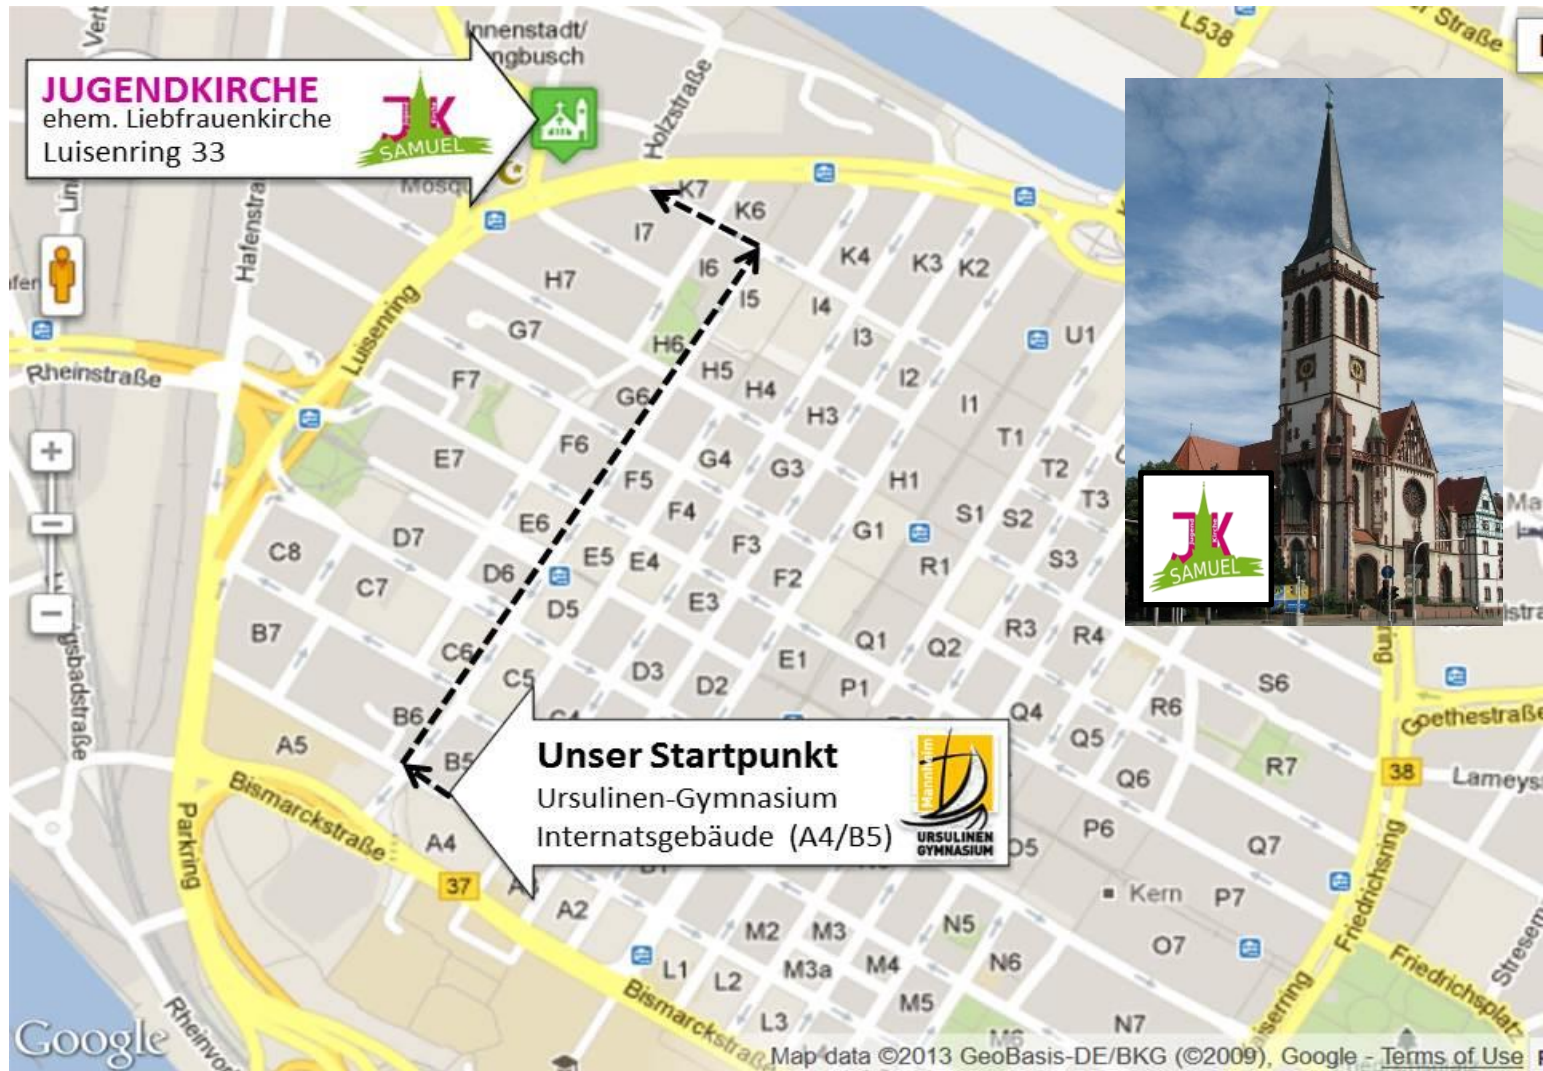 Innenstadt/
L538
JUGENDKIRCHE
ehem. Liebfrauenkirche
Luisenring 33
JK
SAMUEL
Holzstraße
K7
K6
I7
K4
K3
K2
I6
H7
I5
I4
G7
H6
I3
U1
Luisenring
Rheinstraße
F7
H5
H4
I2
G6
H3
I1
T1
F6
E7
G4
G3
T2
F5
H1
T3
F4
S1
S2
E6
G1
D7
F3
C8
E5
E4
R1
S3
D6
F2
C7
D5
E3
R3
R4
B7
Q1
Q2
C6
E1
D3
C5
D2
P1
S6
B6
Q4
R6
Goethestraße
A5
Q5
B5
R7
38
Q6
Unser Startpunkt
Ursulinen-Gymnasium
Internatsgebäude (A4/B5)
Mannheim
URSULINEN
GYMNASIUM
JK
SAMUEL
Bismarckstraße
Parkring
A4
P6
Q7
37
Kern
P7
A2
Friedrichsring
M2
M3
N5
O7
L1
L2
M3a
M4
N6
Friedrichsplatz
M5
Bismarckstraße
L3
N7
M6
Google
Map data ©2013 GeoBasis-DE/BKG (©2009), Google - Terms of Use